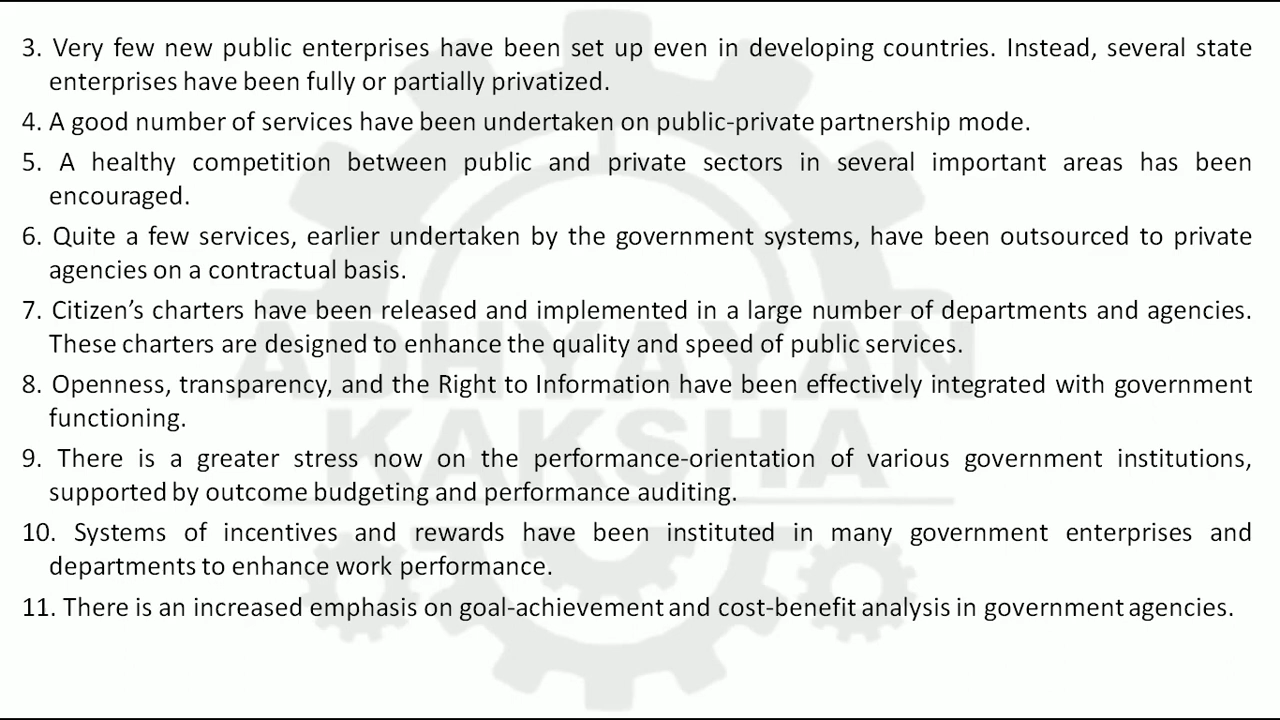 3. Very few new public enterprises have been set up even in developing countries. Instead, several state
enterprises have been fully or partially privatized.
4. A good number of services have been undertaken on public-private partnership mode.
5. A healthy competition between public and private sectors in several important areas has been
encouraged.
6. Quite a few services, earlier undertaken by the government systems, have been outsourced to private
agencies on a contractual basis.
7. Citizen’s charters have been released and implemented in a large number of departments and agencies.
These charters are designed to enhance the quality and speed of public services.
8. Openness, transparency, and the Right to Information have been effectively integrated with government
functioning.
9. There is a greater stress now on the performance-orientation of various government institutions,
supported by outcome budgeting and performance auditing.
10. Systems of incentives and rewards have been instituted in many government enterprises and
departments to enhance work performance.
11. There is an increased emphasis on goal-achievement and cost-benefit analysis in government agencies.
ADHYAYAN
KAKSHA